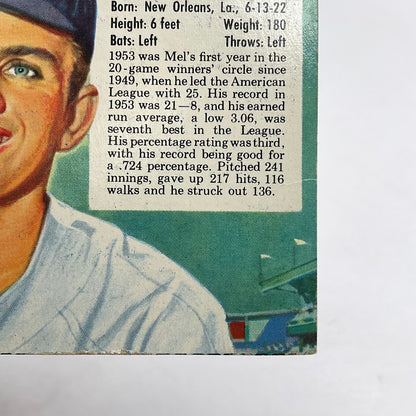 Born: New Orleans, La., 6-13-22
Height: 6 feet Weight: 180
Bats: Left Throws: Left
1953 was Mel's first year in the
20-game winners' circle since
1949, when he led the American
League with 25. His record in
1953 was 21—8, and his earned
run average, a low 3.06, was
seventh best in the League.
His percentage rating was third,
with his record being good for
a .724 percentage. Pitched 241
innings, gave up 217 hits, 116
walks and he struck out 136.